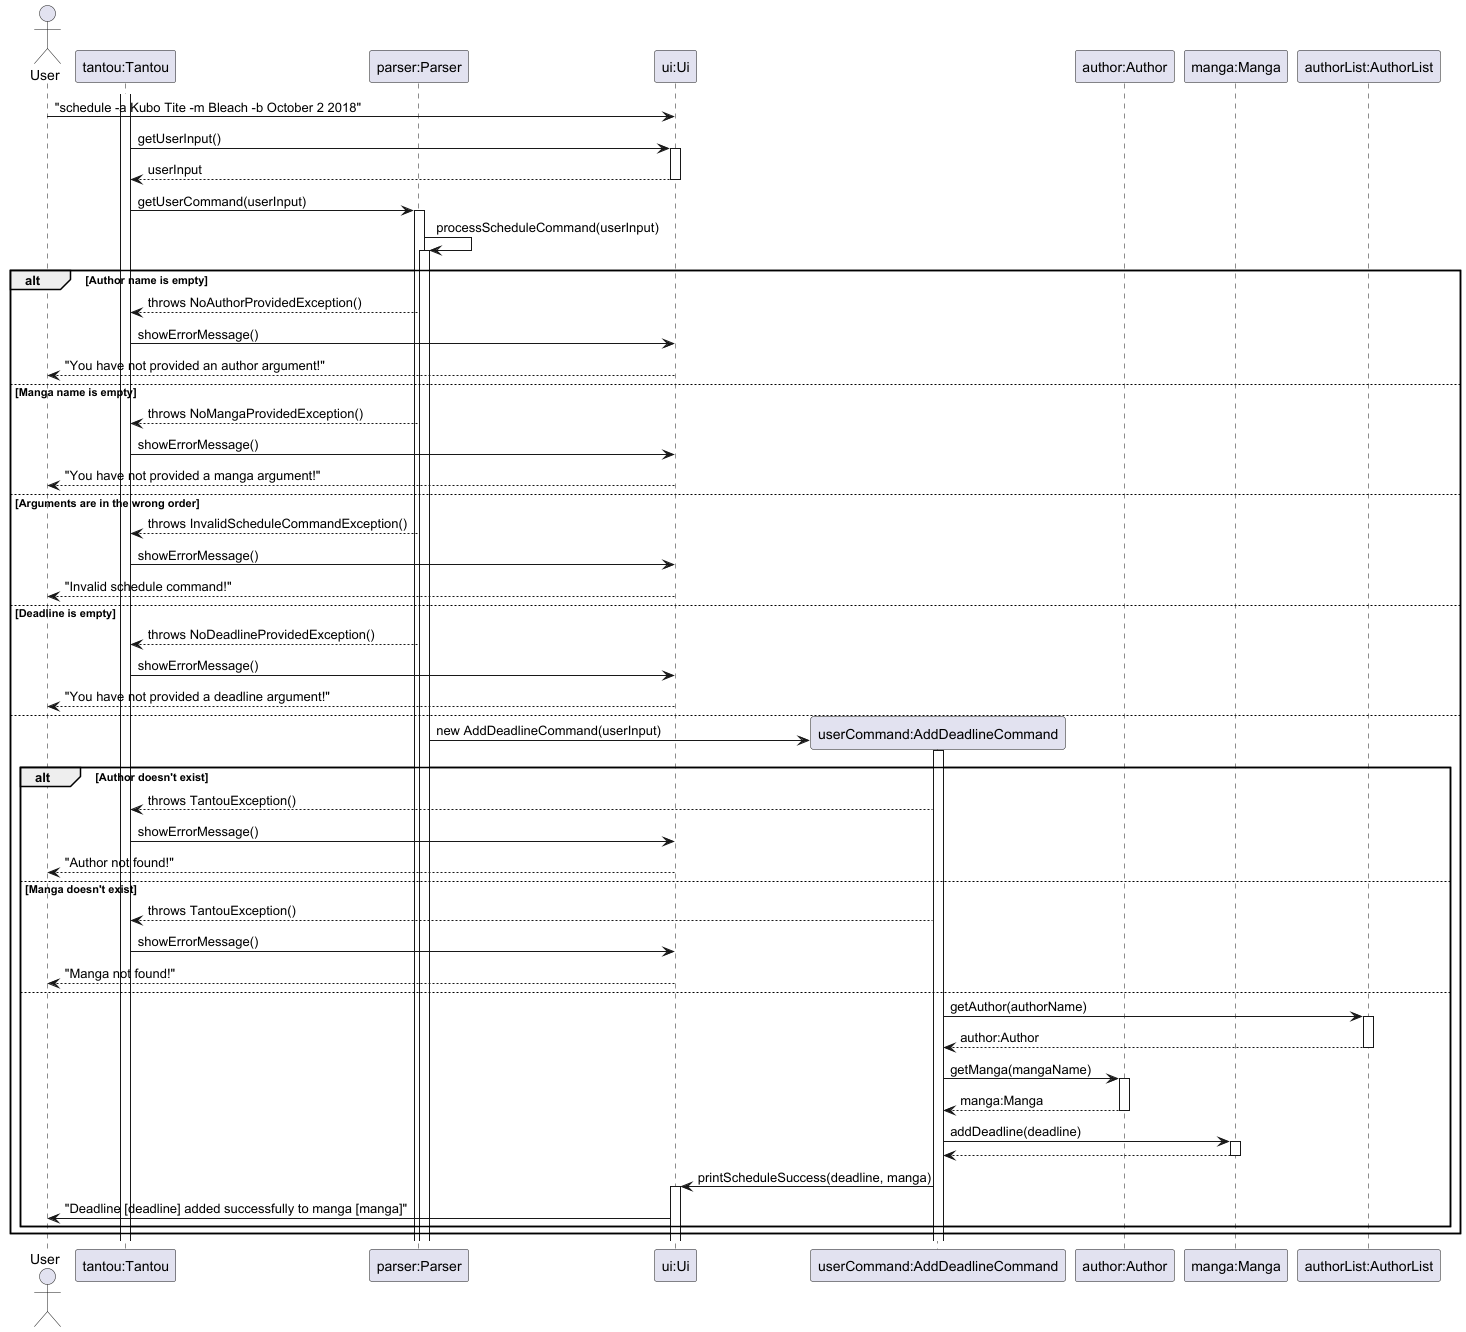 User
tantou:Tantou
parser:Parser
ui:Ui
author:Author
manga:Manga
authorList:AuthorList
"schedule -a Kubo Tite -m Bleach -b October 2 2018"
getUserInput()
userInput
getUserCommand(userInput)
processScheduleCommand(userInput)
alt
[Author name is empty]
throws NoAuthorProvidedException()
showErrorMessage()
"You have not provided an author argument!"
[Manga name is empty]
throws NoMangaProvidedException()
showErrorMessage()
"You have not provided a manga argument!"
[Arguments are in the wrong order]
throws InvalidScheduleCommandException()
showErrorMessage()
"Invalid schedule command!"
[Deadline is empty]
throws NoDeadlineProvidedException()
showErrorMessage()
"You have not provided a deadline argument!"
new AddDeadlineCommand(userInput)
userCommand:AddDeadlineCommand
alt
[Author doesn't exist]
throws TantouException()
showErrorMessage()
"Author not found!"
[Manga doesn't exist]
throws TantouException()
showErrorMessage()
"Manga not found!"
getAuthor(authorName)
author:Author
getManga(mangaName)
manga:Manga
addDeadline(deadline)
printScheduleSuccess(deadline, manga)
"Deadline [deadline] added successfully to manga [manga]"
User
tantou:Tantou
parser:Parser
ui:Ui
userCommand:AddDeadlineCommand
author:Author
manga:Manga
authorList:AuthorList